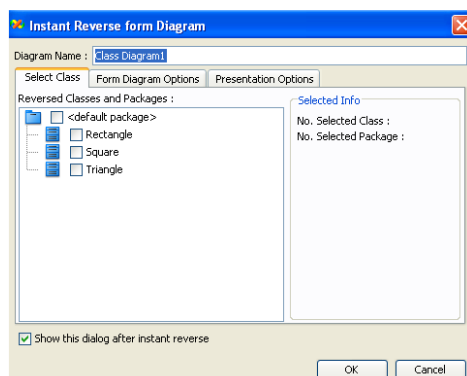 Instant Reverse form Diagram
Diagram Name : Class Diagram1
Select Class Form Diagram Options Presentation Options
Reversed Classes and Packages :
<default package>
Rectangle
Square
Triangle
Selected Info
No. Selected Class :
No. Selected Package :
Show this dialog after instant reverse
OK Cancel